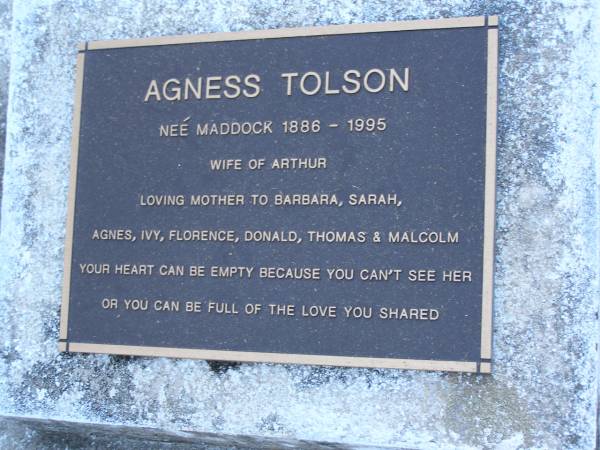 AGNESS TOLSON
NEÉ MADDOCK 1886 - 1995
WIFE OF ARTHUR
LOVING MOTHER TO BARBARA, SARAH,
AGNES, IVY, FLORENCE, DONALD, THOMAS & MALCOLM
YOUR HEART CAN BE EMPTY BECAUSE YOU CAN'T SEE HER
OR YOU CAN BE FULL OF THE LOVE YOU SHARED